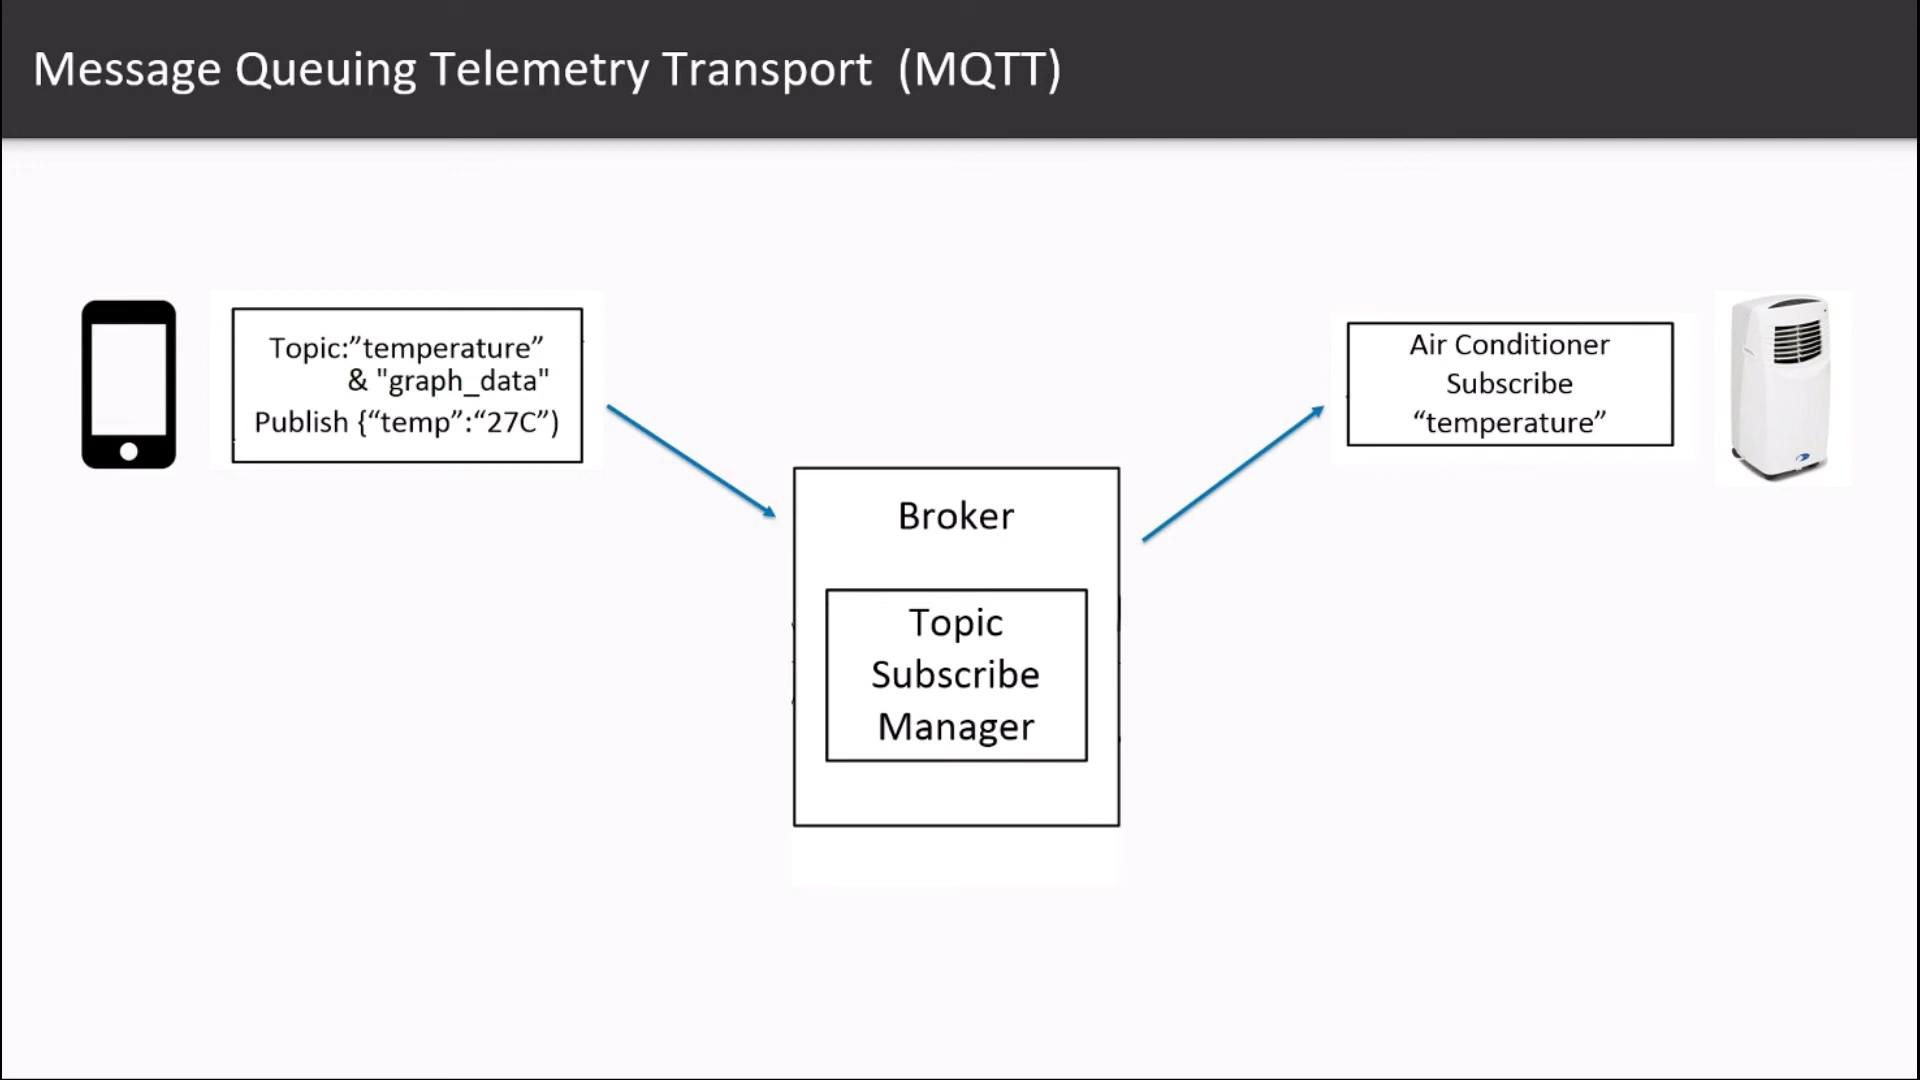 Message Queuing Telemetry Transport (MQTT)
Topic:”temperature”
& "graph_data"
Publish {“temp”:“27C”)
Broker
Topic
Subscribe
Manager
Air Conditioner
Subscribe
“temperature”